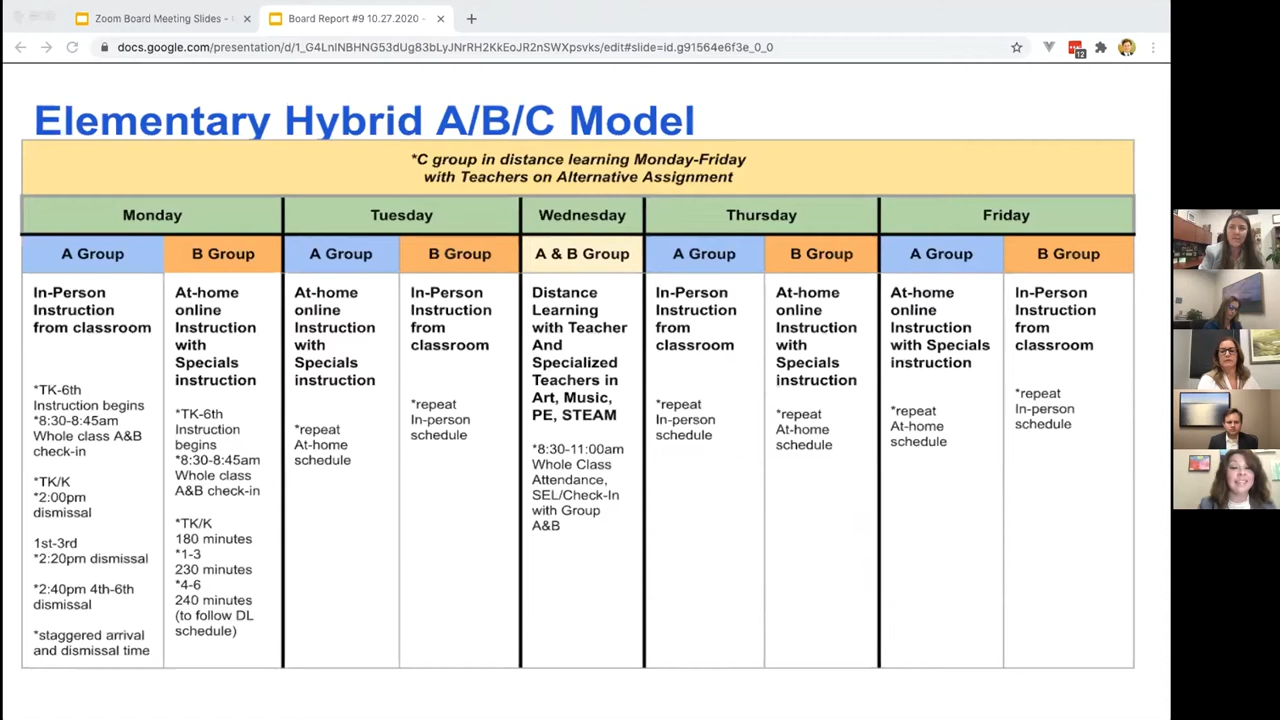 Zoom Board Meeting Slides -
Board Report #9 10.27.2020 -
docs.google.com/presentation/d/1_G4LnINBHNG53dUg83bLyJNrRH2KkEoJR2nSWXpsvks/edit#slide=id.g91564e6f3e_0_0
12
Elementary Hybrid A/B/C Model
*C group in distance learning Monday-Friday
with Teachers on Alternative Assignment
Monday
Tuesday
Wednesday
Thursday
Friday
A Group
B Group
A Group
B Group
A & B Group
A Group
B Group
A Group
B Group
In-Person
Instruction
from classroom
*TK-6th
Instruction begins
*8:30-8:45am
Whole class A&B
check-in
*TK/K
*2:00pm
dismissal
1st-3rd
*2:20pm dismissal
*2:40pm 4th-6th
dismissal
*staggered arrival
and dismissal time
At-home
online
Instruction
with
Specials
instruction
*TK-6th
Instruction
begins
*8:30-8:45am
Whole class
A&B check-in
*TK/K
180 minutes
*1-3
230 minutes
*4-6
240 minutes
(to follow DL
schedule)
At-home
online
Instruction
with
Specials
instruction
*repeat
At-home
schedule
In-Person
Instruction
from
classroom
*repeat
In-person
schedule
Distance
Learning
with Teacher
And
Specialized
Teachers in
Art, Music,
PE, STEAM
*8:30-11:00am
Whole Class
Attendance,
SEL/Check-In
with Group
A&B
In-Person
Instruction
from
classroom
*repeat
In-person
schedule
At-home
online
Instruction
with
Specials
instruction
*repeat
At-home
schedule
At-home
online
Instruction
with Specials
instruction
*repeat
At-home
schedule
In-Person
Instruction
from
classroom
*repeat
In-person
schedule